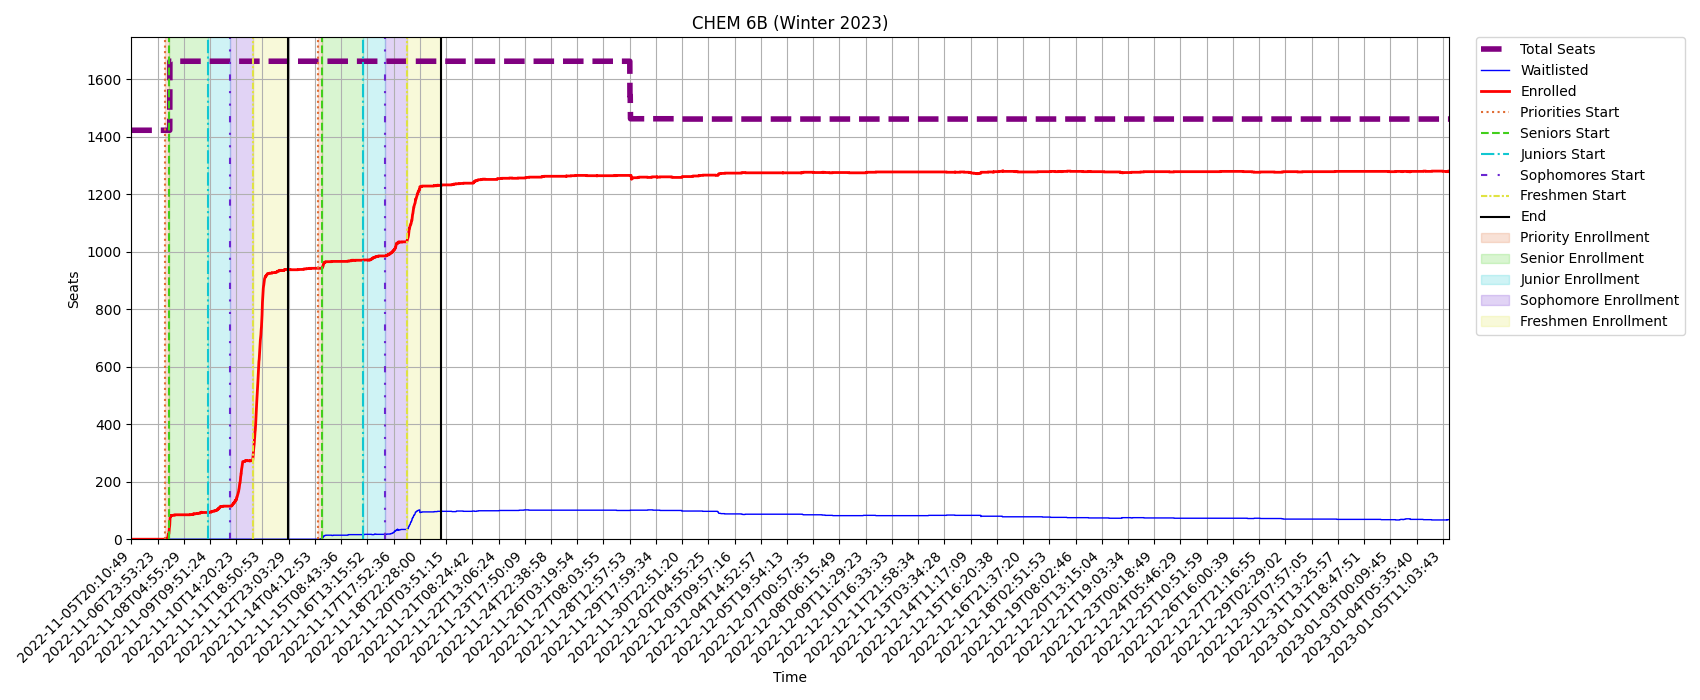 CHEM 6B (Winter 2023)
Total Seats
Waitlisted
Enrolled
Priorities Start
Seniors Start
Juniors Start
Sophomores Start
Freshmen Start
End
Priority Enrollment
Senior Enrollment
Junior Enrollment
Sophomore Enrollment
Freshmen Enrollment
Seats
1600
1400
1200
1000
800
600
400
200
0
2022-11-05T20:10:49
2022-11-06T23:53:23
2022-11-08T04:55:29
2022-11-09T09:51:24
2022-11-10T14:20:23
2022-11-11T18:50:53
2022-11-12T23:03:29
2022-11-14T04:12:53
2022-11-15T08:43:36
2022-11-16T13:15:52
2022-11-17T17:52:36
2022-11-18T22:28:00
2022-11-20T03:51:15
2022-11-21T08:24:42
2022-11-22T13:06:24
2022-11-23T17:50:09
2022-11-24T22:38:58
2022-11-26T03:19:54
2022-11-27T08:03:55
2022-11-28T12:57:53
2022-11-29T17:59:34
2022-11-30T22:51:20
2022-12-02T04:55:25
2022-12-03T09:57:16
2022-12-04T14:52:57
2022-12-05T19:54:13
2022-12-07T00:57:35
2022-12-08T06:15:49
2022-12-09T11:29:23
2022-12-10T16:33:33
2022-12-11T21:58:34
2022-12-13T03:34:28
2022-12-14T11:17:09
2022-12-15T16:20:38
2022-12-16T21:37:20
2022-12-18T02:51:53
2022-12-19T08:02:46
2022-12-20T13:15:04
2022-12-21T19:03:34
2022-12-23T00:18:49
2022-12-24T05:46:29
2022-12-25T10:51:59
2022-12-26T16:00:39
2022-12-27T21:16:55
2022-12-29T02:29:02
2022-12-30T07:57:05
2022-12-31T13:25:57
2023-01-01T18:47:51
2023-01-03T00:09:45
2023-01-04T05:35:40
2023-01-05T11:03:43
Time